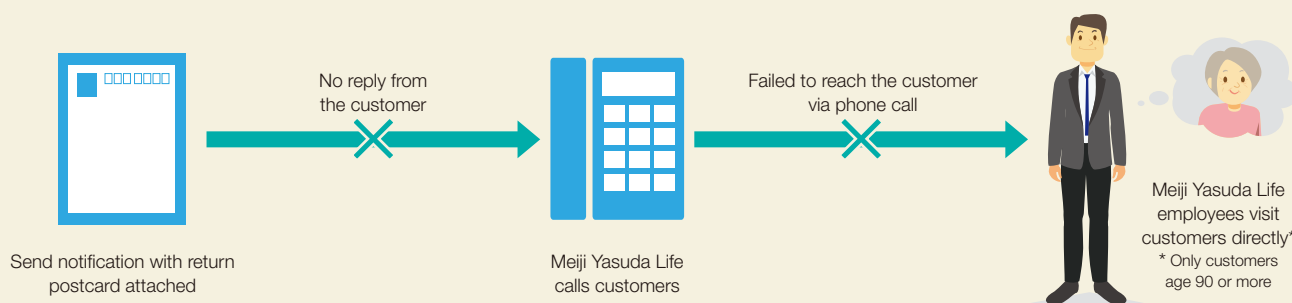 No reply from
the customer
Failed to reach the customer
via phone call
Send notification with return
postcard attached
Meiji Yasuda Life
calls customers
Meiji Yasuda Life
employees visit
customers directly*
* Only customers
age 90 or more